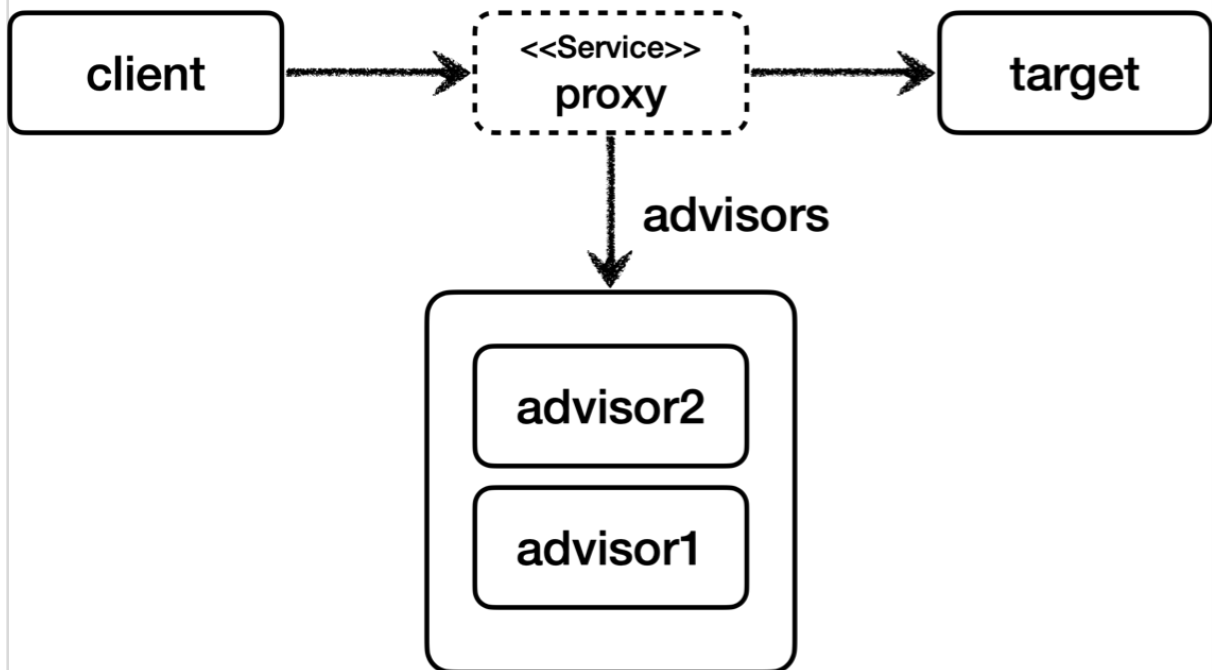 client
<<Service>>
proxy
target
advisors
advisor2
advisor1